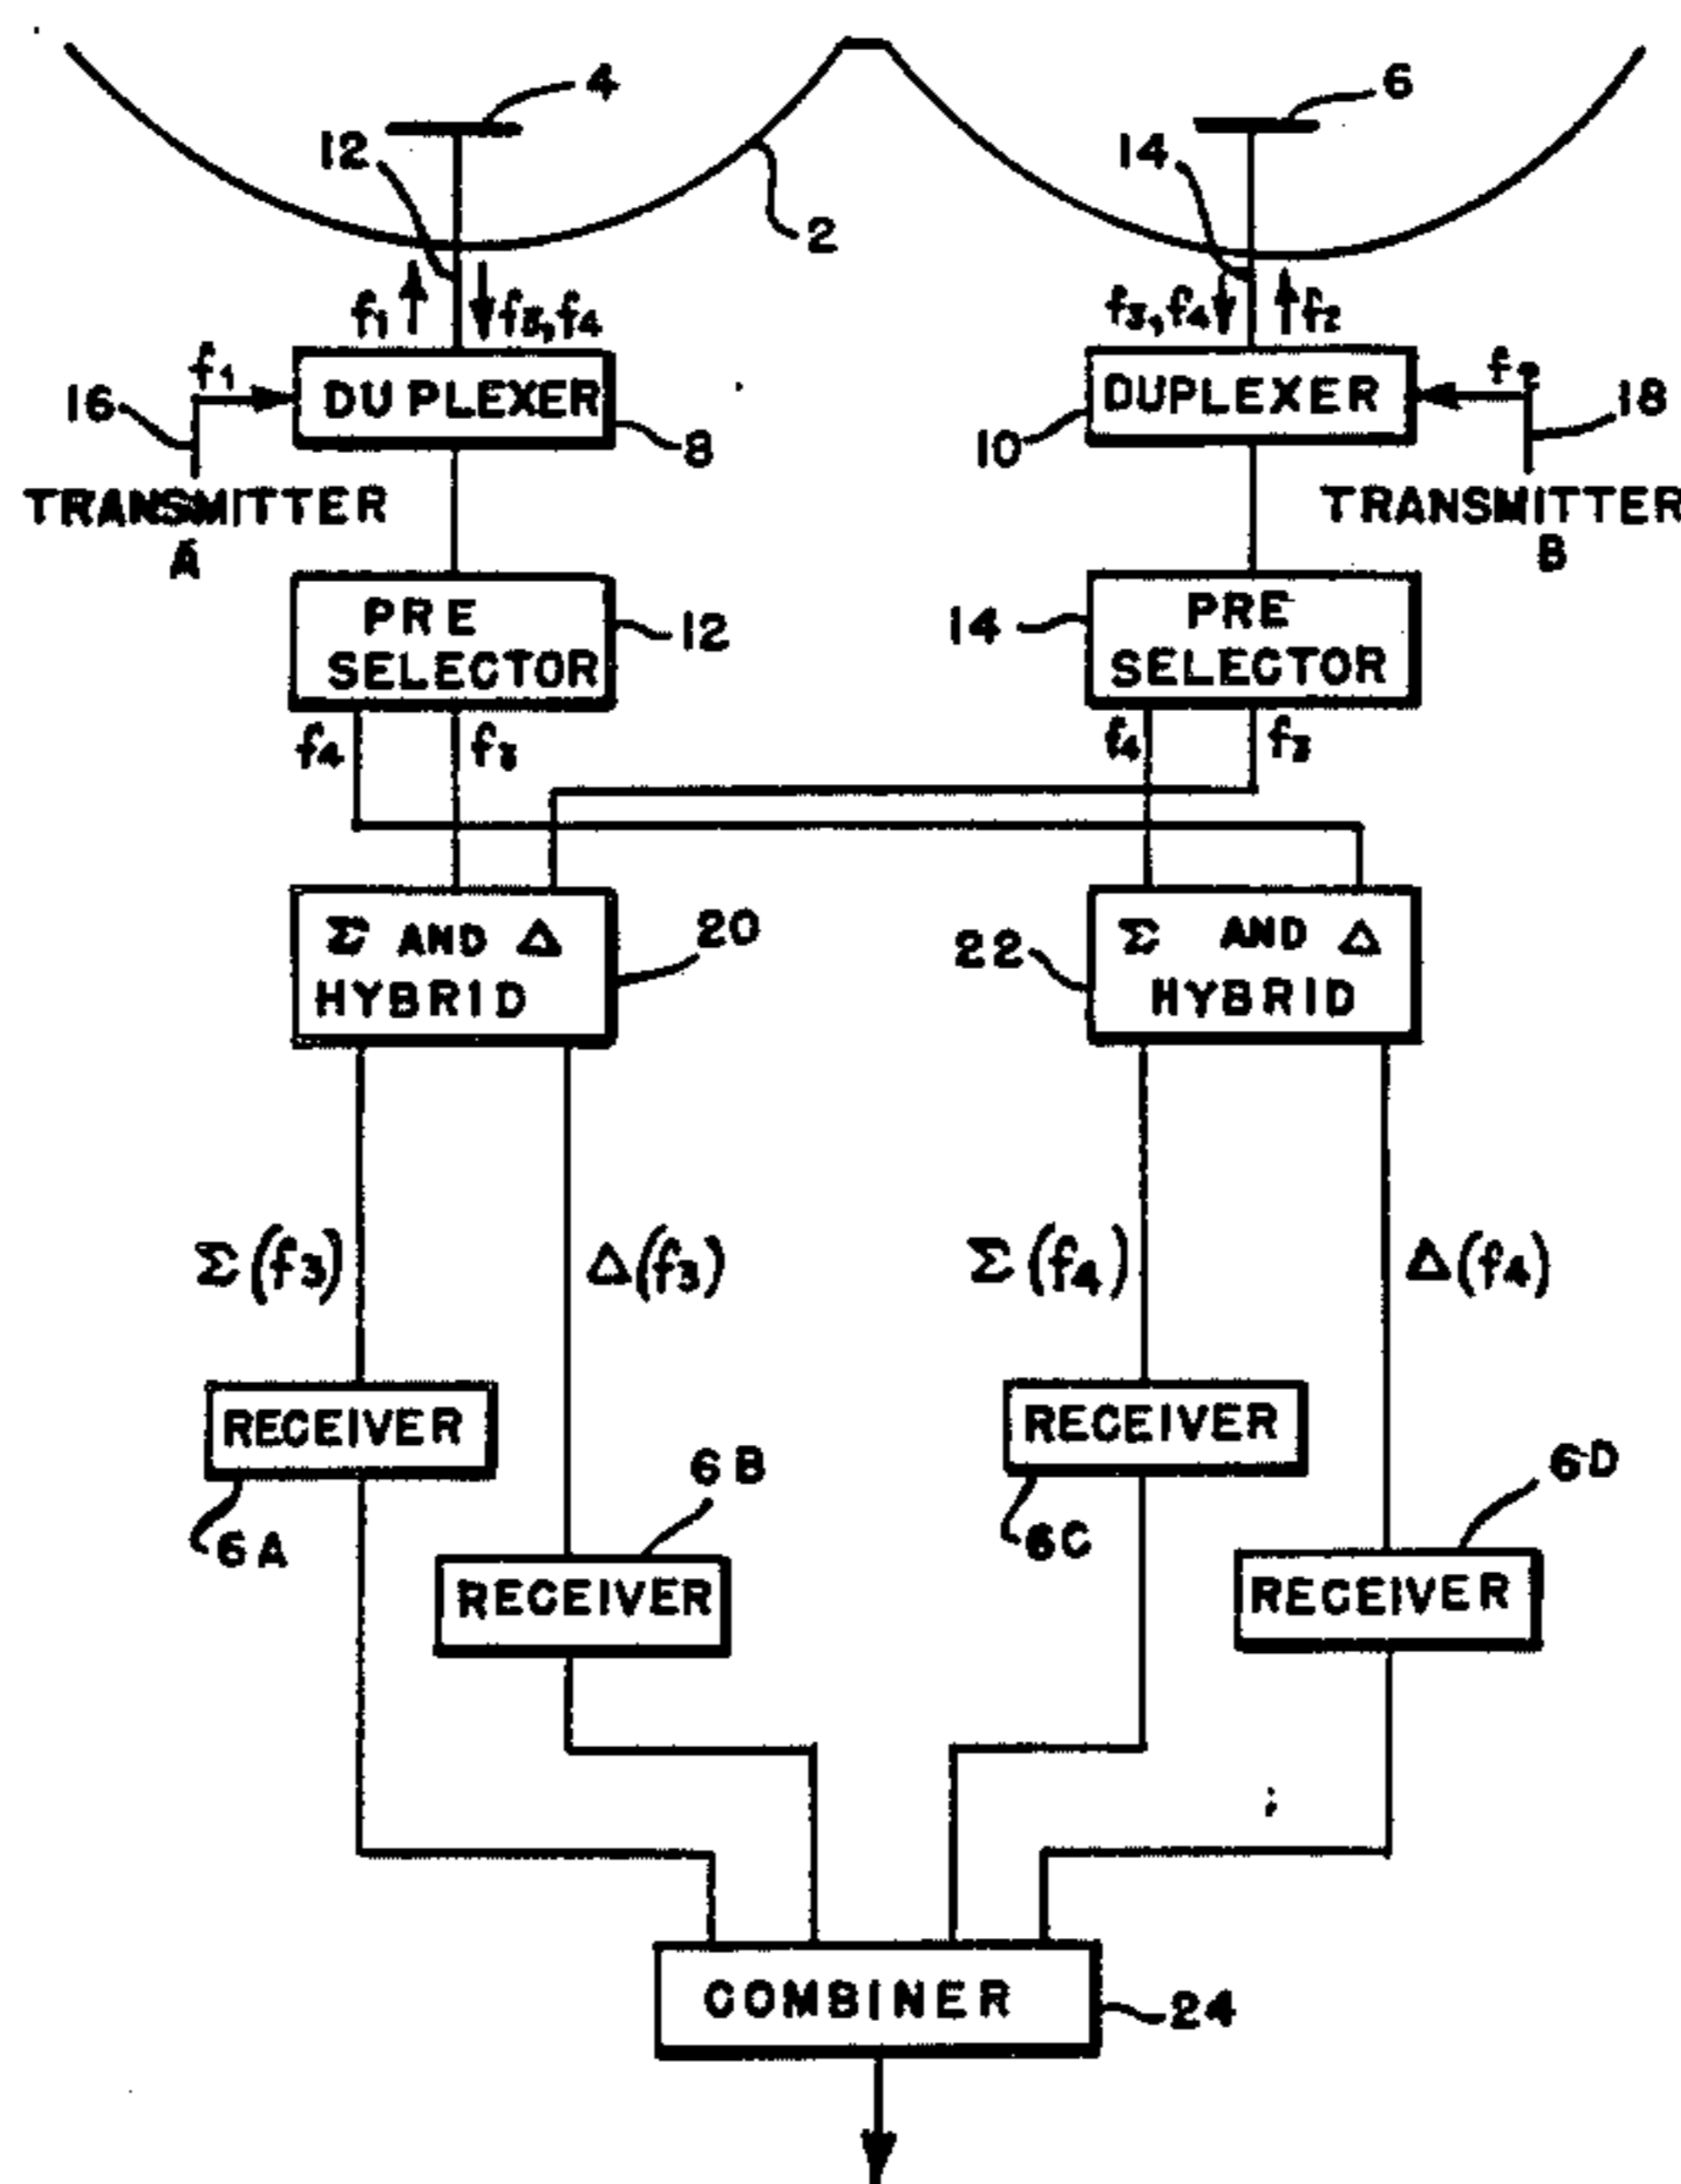 4
6
12
14
2
f1
f3,f4
f3,f4
f2
f1
f2
16
DUPLEXER
DUPLEXER
18
8
10
TRANSMITTER
A
TRANSMITTER
B
PRE
SELECTOR
12
14
PRE
SELECTOR
f4
f3
f4
f3
Σ AND Δ
HYBRID
20
22
Σ AND Δ
HYBRID
Σ(f3)
Δ(f3)
Σ(f4)
Δ(f4)
RECEIVER
RECEIVER
6B
6D
6A
6C
RECEIVER
RECEIVER
COMBINER
24